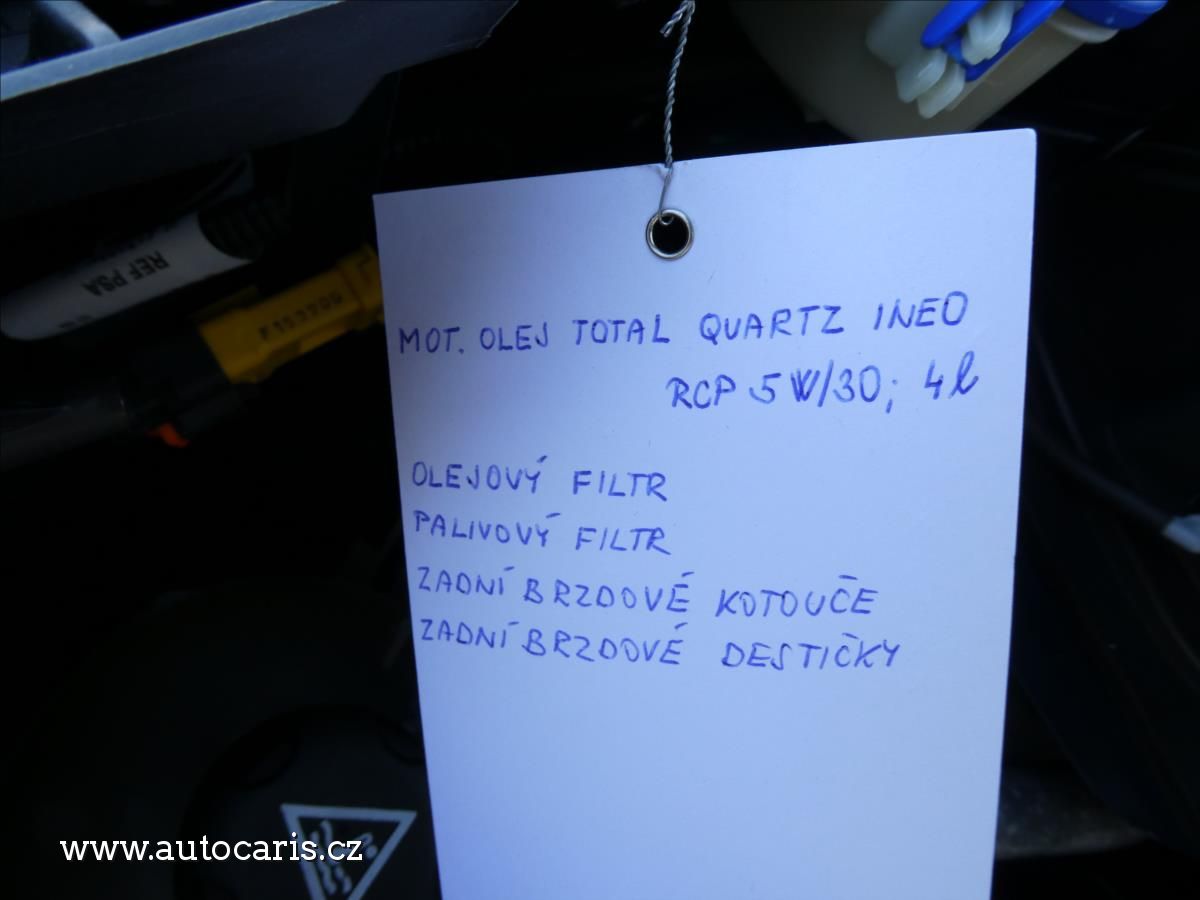 REF PSA
MOT. OLEJ TOTAL QUARTZ INEO
RCP 5W/30; 4l
OLEJOVÝ FILTR
PALIVOVÝ FILTR
ZADNÍ BRZDOVÉ KOTOUČE
ZADNÍ BRZDOVÉ DESTIČKY
www.autocaris.cz